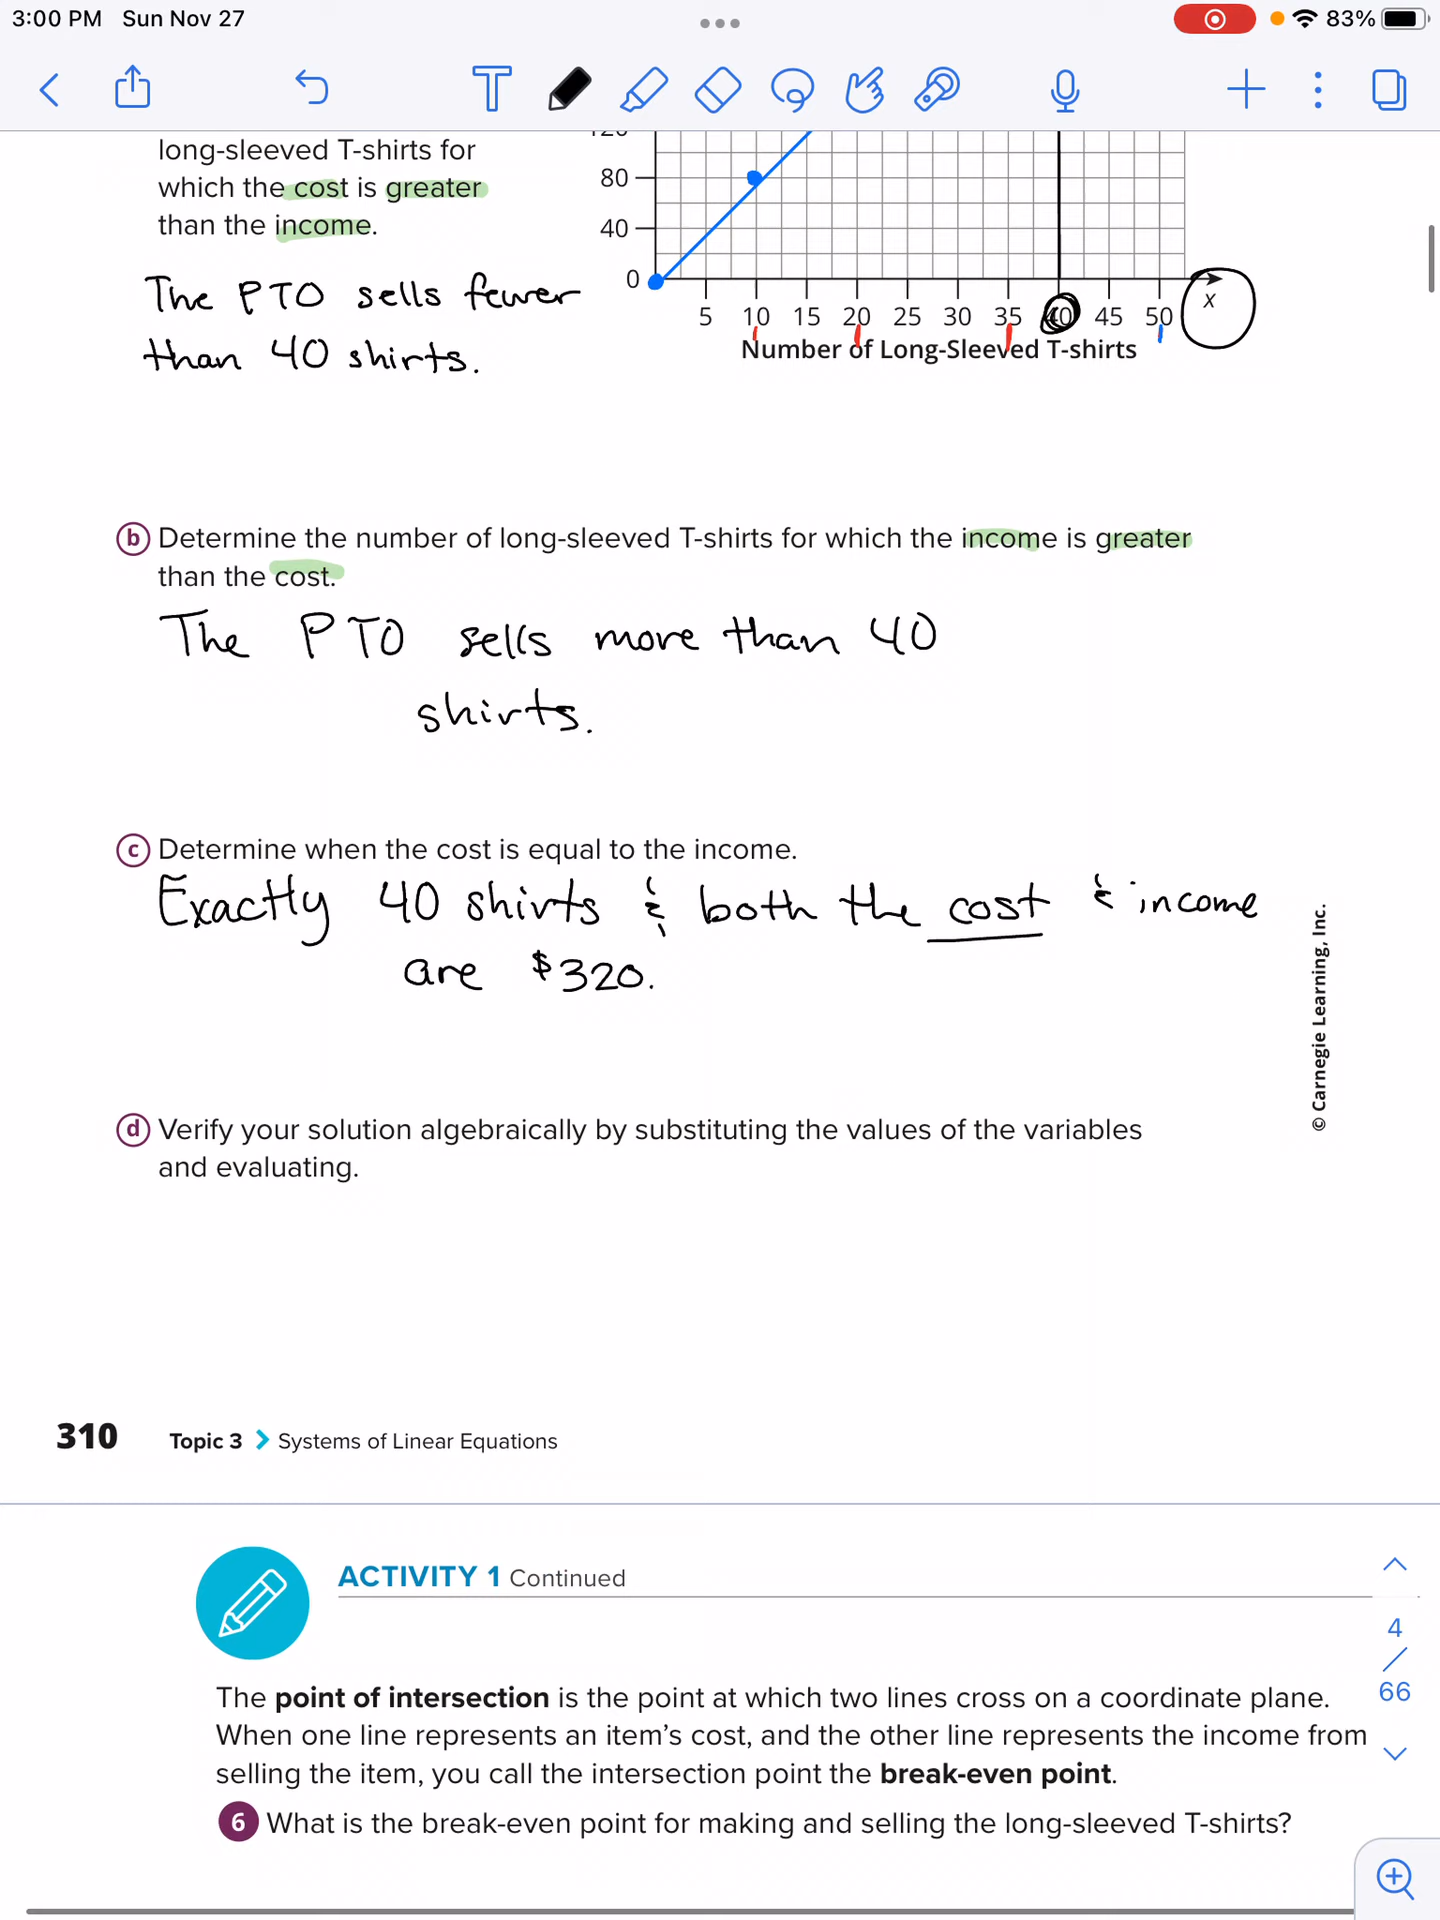 3:00 PM Sun Nov 27
83%
long-sleeved T-shirts for
which the cost is greater
than the income.
The PTO sells fewer
than 40 shirts.
80
40
0
5 10 15 20 25 30 35 40 45 50
x
Number of Long-Sleeved T-shirts
b Determine the number of long-sleeved T-shirts for which the income is greater
than the cost.
The PTO sells more than 40
shirts.
c Determine when the cost is equal to the income.
Exactly 40 shirts & both the cost & income
are $320.
© Carnegie Learning, Inc.
d Verify your solution algebraically by substituting the values of the variables
and evaluating.
310 Topic 3 > Systems of Linear Equations
ACTIVITY 1 Continued
4
/
66
The point of intersection is the point at which two lines cross on a coordinate plane.
When one line represents an item's cost, and the other line represents the income from
selling the item, you call the intersection point the break-even point.
6 What is the break-even point for making and selling the long-sleeved T-shirts?